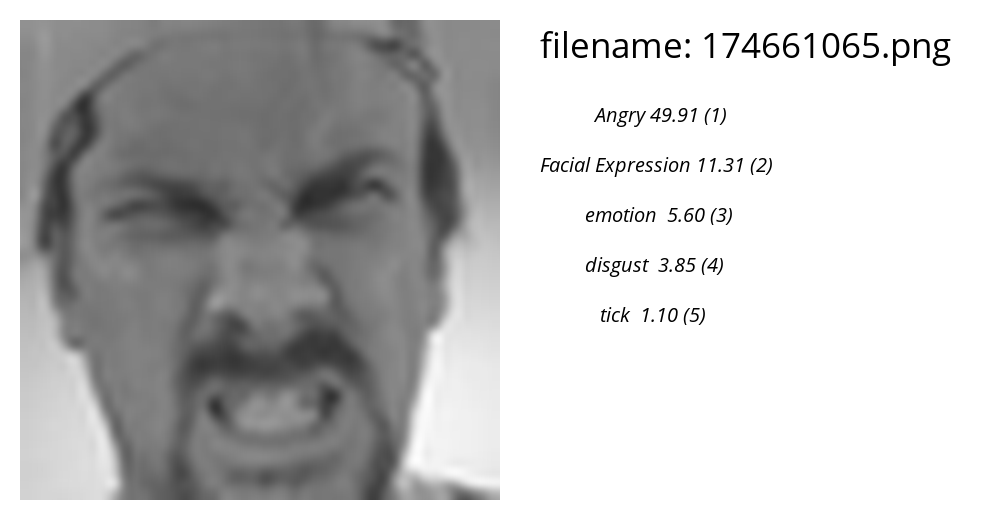 filename: 174661065.png
Angry 49.91 (1)
Facial Expression 11.31 (2)
emotion 5.60 (3)
disgust 3.85 (4)
tick 1.10 (5)